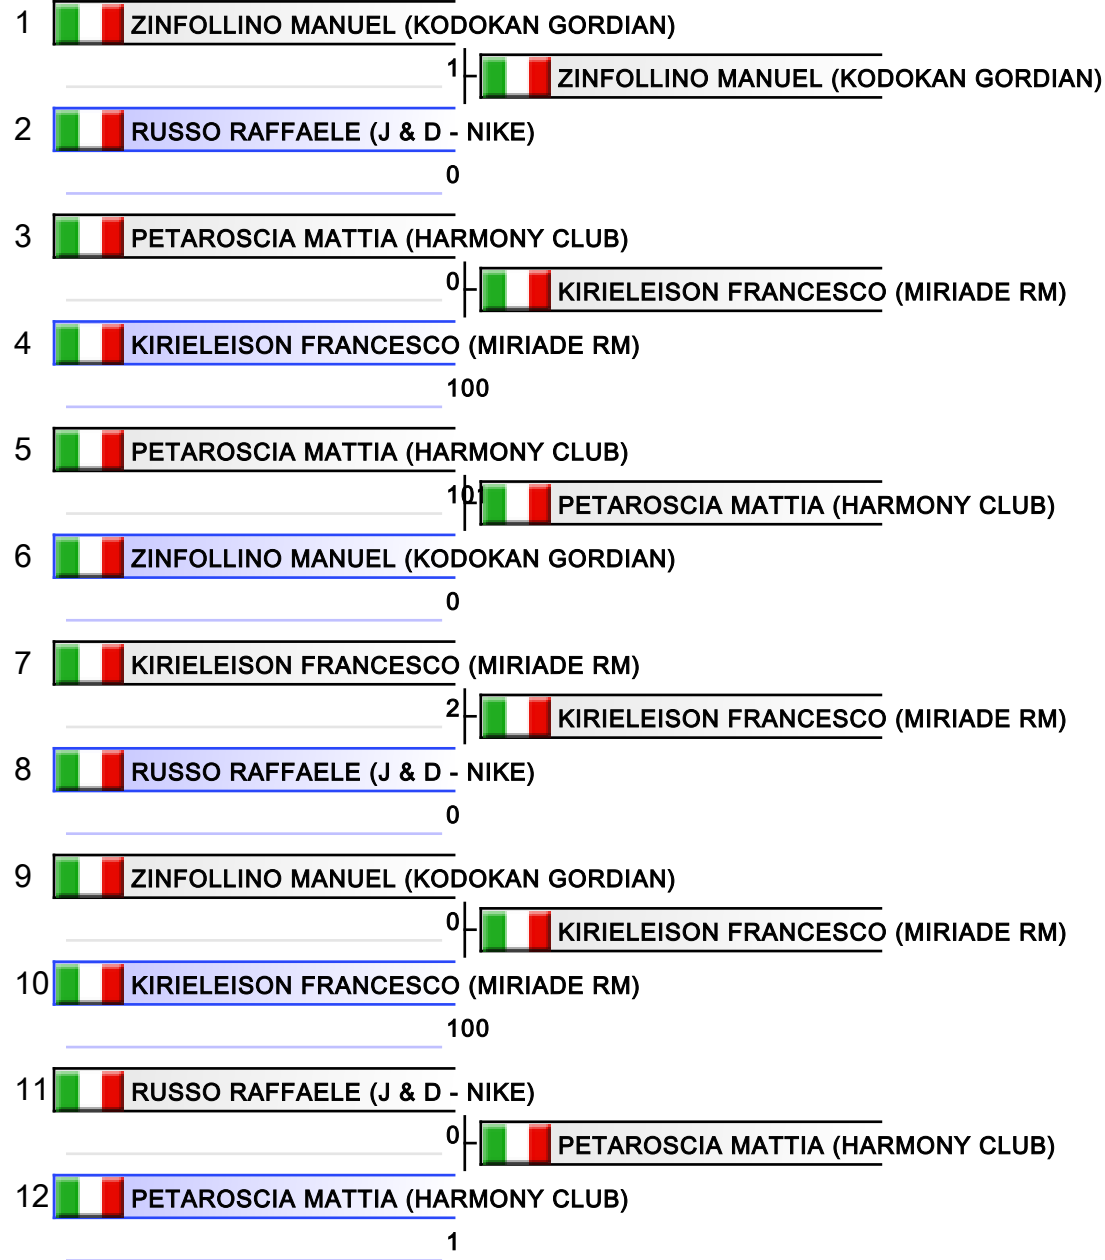 1 ZINFOLLINO MANUEL (KODOKAN GORDIAN)
1 ZINFOLLINO MANUEL (KODOKAN GORDIAN)
2 RUSSO RAFFAELE (J & D - NIKE)
0
3 PETAROSCIA MATTIA (HARMONY CLUB)
0 KIRIELEISON FRANCESCO (MIRIADE RM)
4 KIRIELEISON FRANCESCO (MIRIADE RM)
100
5 PETAROSCIA MATTIA (HARMONY CLUB)
PETAROSCIA MATTIA (HARMONY CLUB)
6 ZINFOLLINO MANUEL (KODOKAN GORDIAN)
0
7 KIRIELEISON FRANCESCO (MIRIADE RM)
2 KIRIELEISON FRANCESCO (MIRIADE RM)
8 RUSSO RAFFAELE (J & D - NIKE)
0
9 ZINFOLLINO MANUEL (KODOKAN GORDIAN)
0 KIRIELEISON FRANCESCO (MIRIADE RM)
10 KIRIELEISON FRANCESCO (MIRIADE RM)
100
11 RUSSO RAFFAELE (J & D - NIKE)
0 PETAROSCIA MATTIA (HARMONY CLUB)
12 PETAROSCIA MATTIA (HARMONY CLUB)
1